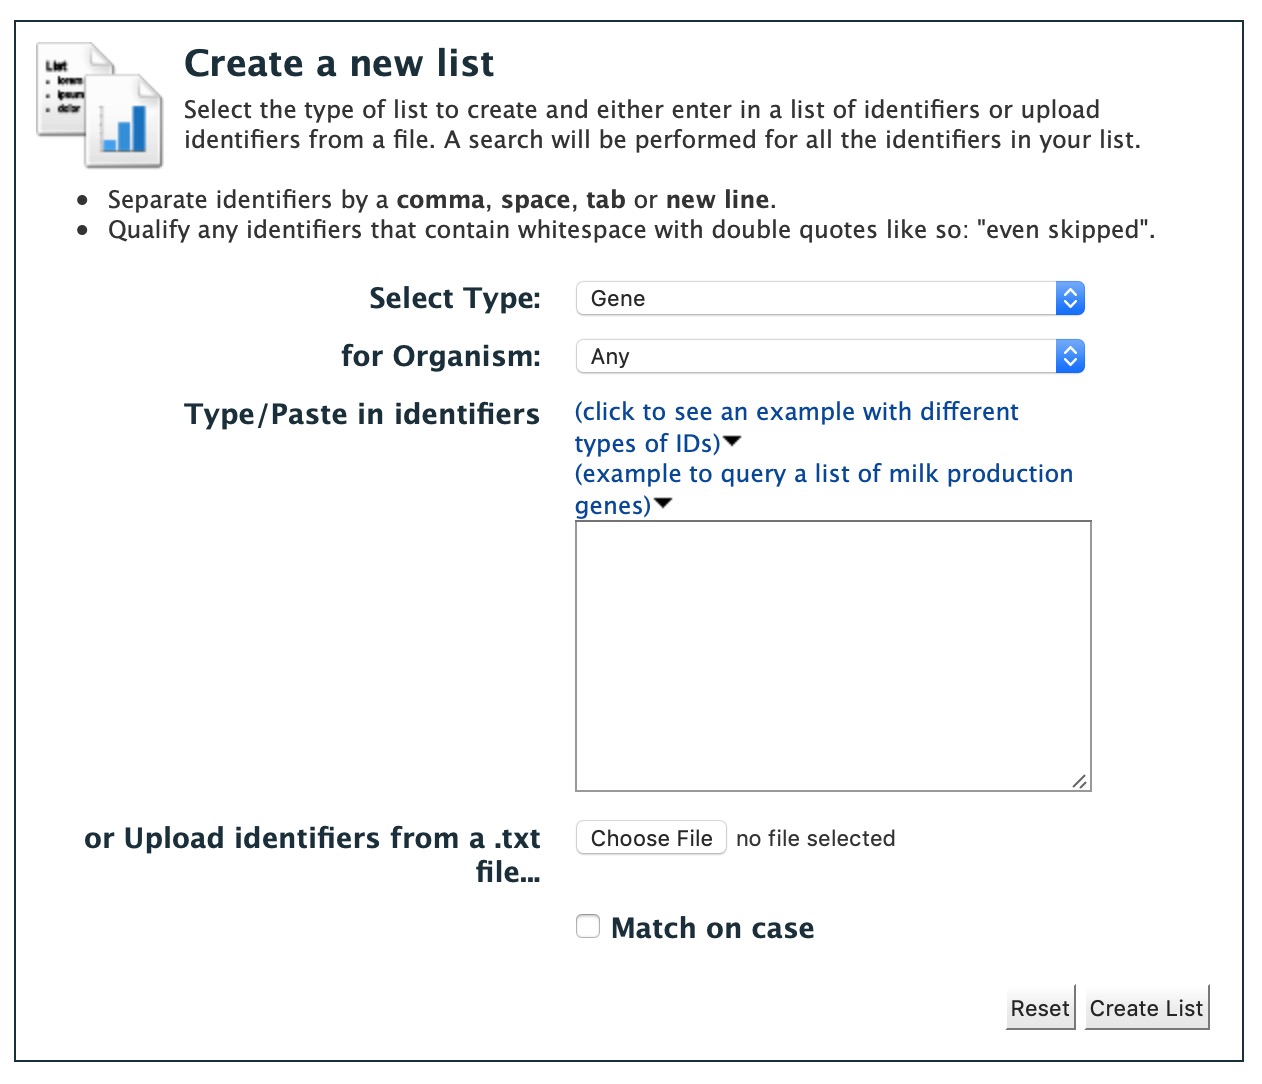 List
lorem
ipsum
dolor
Create a new list
Select the type of list to create and either enter in a list of identifiers or upload
identifiers from a file. A search will be performed for all the identifiers in your list.
• Separate identifiers by a comma, space, tab or new line.
• Qualify any identifiers that contain whitespace with double quotes like so: "even skipped".
Select Type: Gene
for Organism: Any
Type/Paste in identifiers (click to see an example with different
types of IDs)
(example to query a list of milk production
genes)
or Upload identifiers from a .txt Choose File no file selected
file...
Match on case
Reset Create List